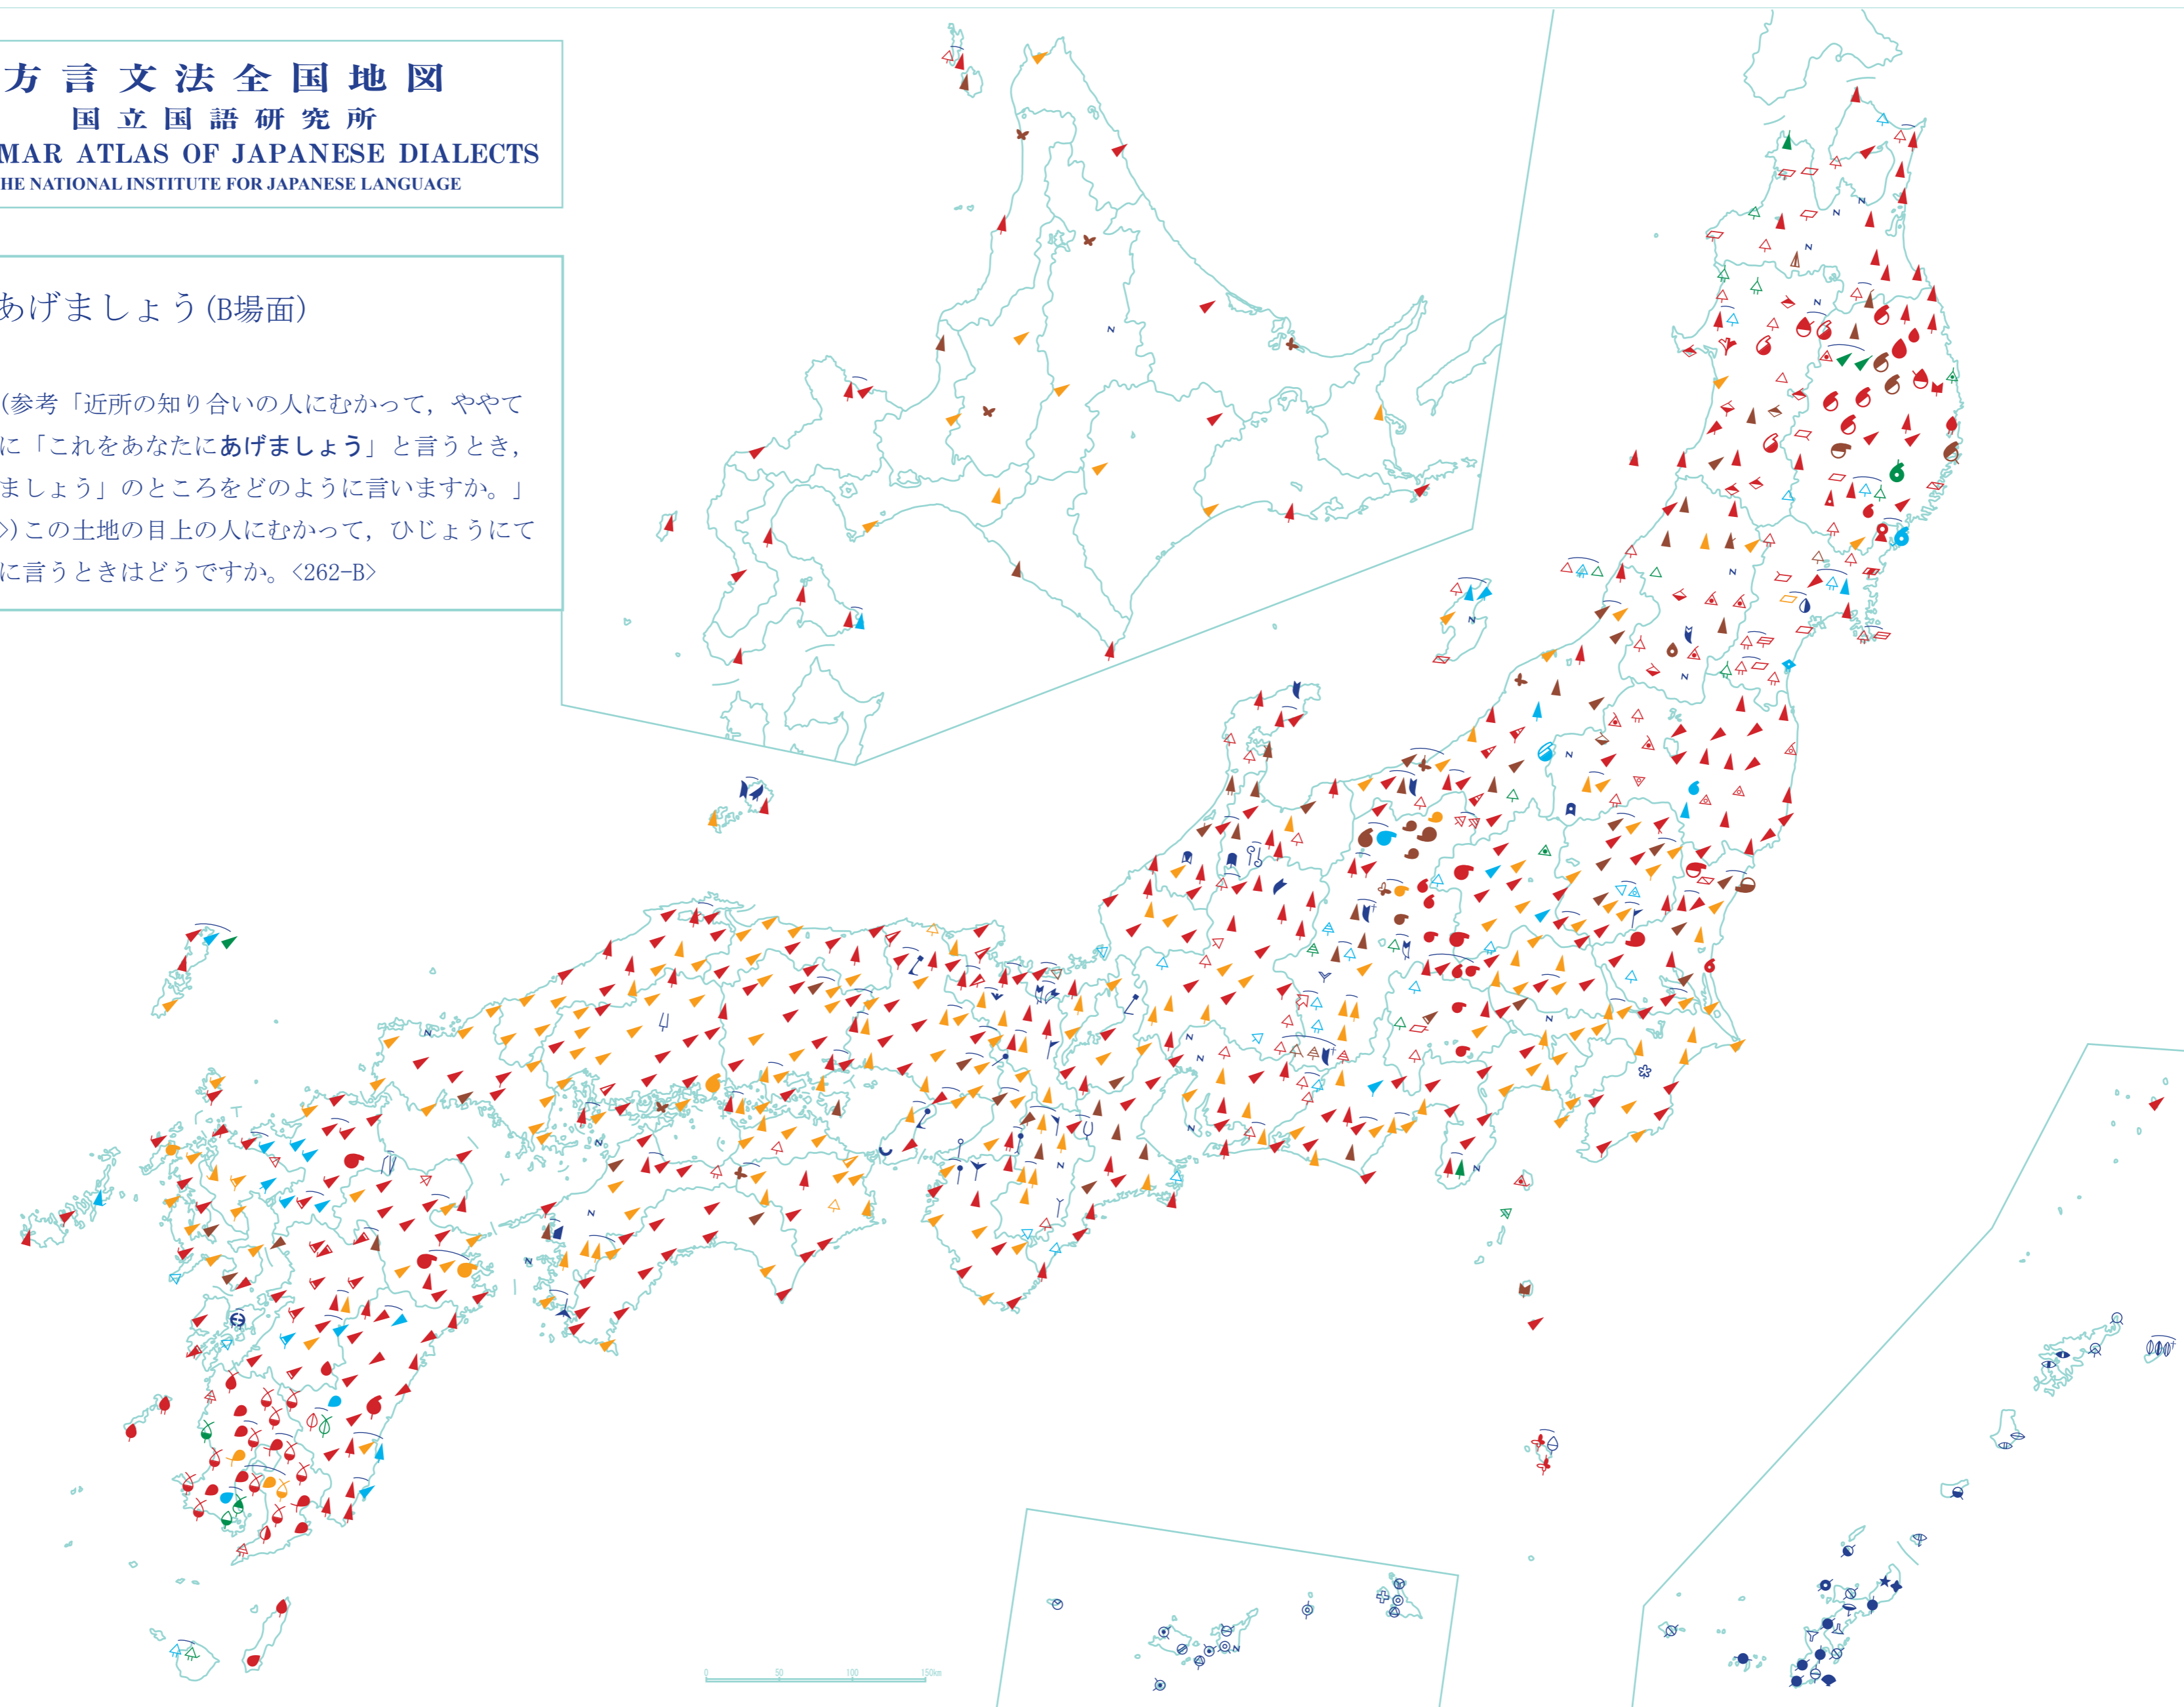 方言文法全国地図
国立国語研究所
MAR ATLAS OF JAPANESE DIALECTS
HE NATIONAL INSTITUTE FOR JAPANESE LANGUAGE
あげましょう(B場面)
(参考「近所の知り合いの人にむかって，ややて
に「これをあなたにあげましょう」と言うとき，
ましょう」のところをどのように言いますか。」
>)この土地の目上の人にむかって，ひじょうにて
に言うときはどうですか。<262-B>
0 50 100 150km